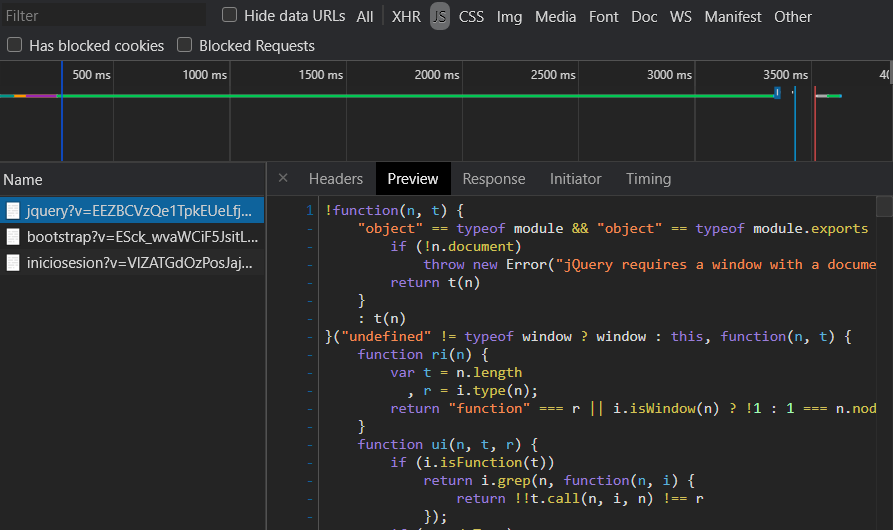 Filter Hide data URLs All XHR JS CSS Img Media Font Doc WS Manifest Other
Has blocked cookies Blocked Requests
500 ms 1000 ms 1500 ms 2000 ms 2500 ms 3000 ms 3500 ms 40
Name
jquery?v=EEZBCVzQe1TpkEUeLfj...
bootstrap?v=ESck_wvaWCiF5JsitL...
iniciosesion?v=VlZATGdOzPosJaj...
× Headers Preview Response Initiator Timing
1 !function(n, t) {
- "object" == typeof module && "object" == typeof module.exports
- if (!n.document)
- throw new Error("jQuery requires a window with a docume
- return t(n)
- }
- : t(n)
- }("undefined" != typeof window ? window : this, function(n, t) {
- function ri(n) {
- var t = n.length
- , r = i.type(n);
- return "function" === r || i.isWindow(n) ? !1 : 1 === n.nod
- }
- function ui(n, t, r) {
- if (i.isFunction(t))
- return i.grep(n, function(n, i) {
- return !!t.call(n, i, n) !== r
- });